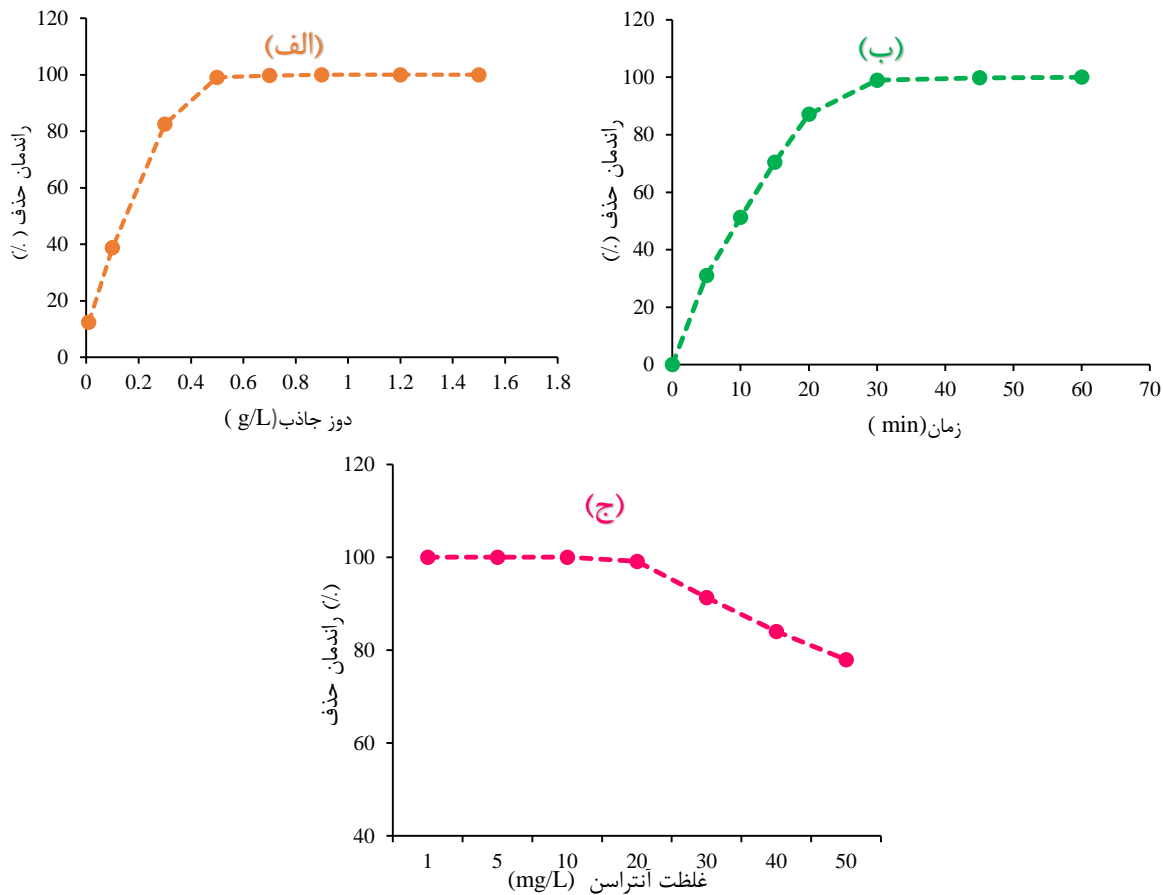 (الف)
120
100
80
60
40
20
0
راندمان حذف (٪)
0 0.2 0.4 0.6 0.8 1 1.2 1.4 1.6 1.8
دوز جاذب(g/L )
(ب)
120
100
80
60
40
20
0
راندمان حذف (٪)
0 10 20 30 40 50 60 70
زمان(min )
(ج)
120
100
80
60
40
(٪) راندمان حذف
1 5 10 20 30 40 50
غلظت آنتراسن (mg/L)